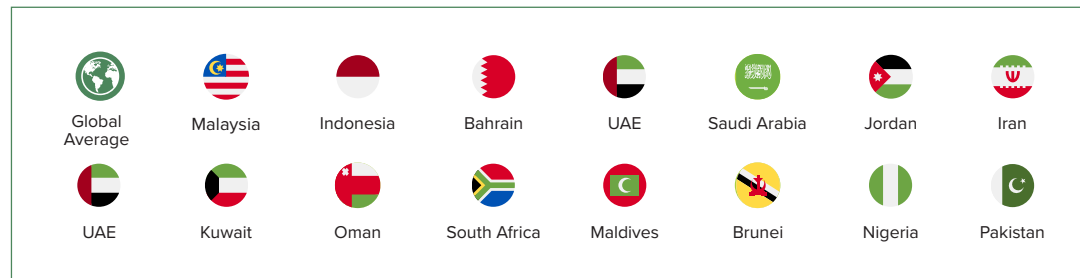 Global
Average
Malaysia
Indonesia
Bahrain
UAE
Saudi Arabia
Jordan
Iran
UAE
Kuwait
Oman
South Africa
Maldives
Brunei
Nigeria
Pakistan